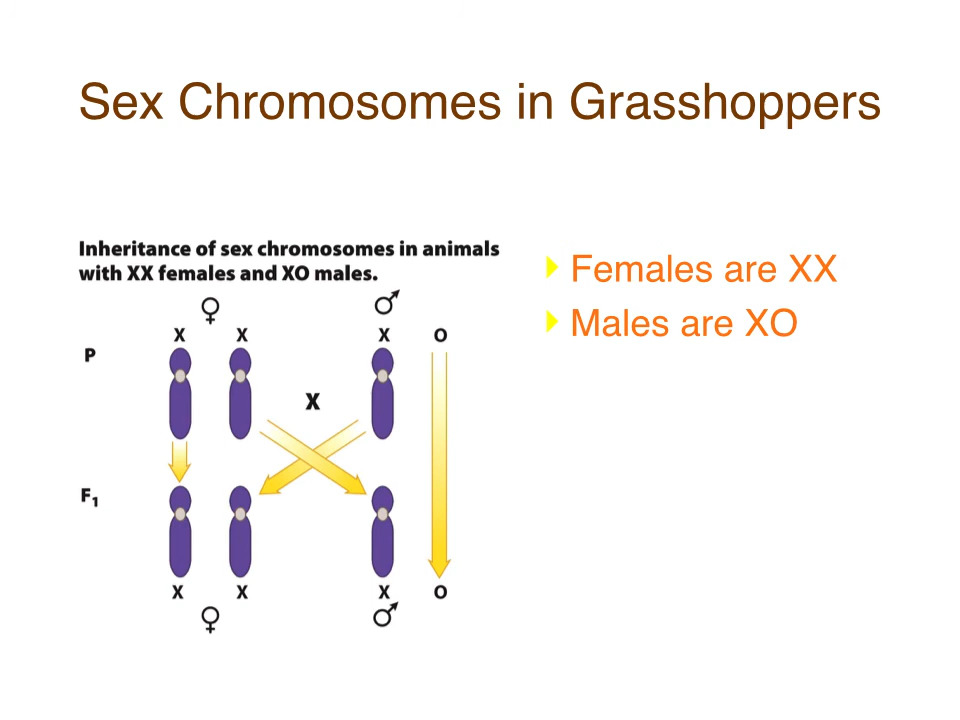 Sex Chromosomes in Grasshoppers
Inheritance of sex chromosomes in animals
with XX females and XO males.
♀ ♂
X X X O
P
X
F1
X X X O
♀ ♂
Females are XX
Males are XO